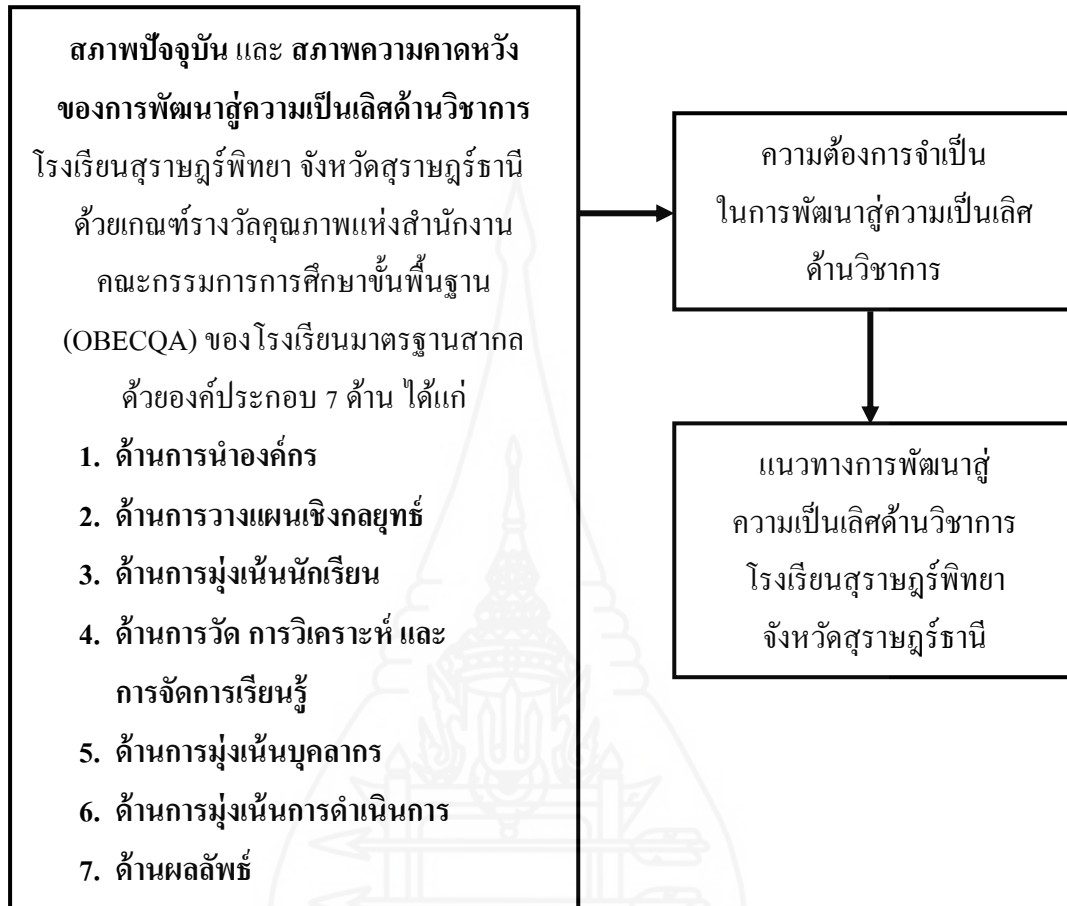 สภาพปัจจุบัน และ สภาพความคาดหวัง
ของการพัฒนาสู่ความเป็นเลิศด้านวิชาการ
โรงเรียนสุราษฎร์พิทยา จังหวัดสุราษฎร์ธานี
ด้วยเกณฑ์รางวัลคุณภาพแห่งสำนักงาน
คณะกรรมการการศึกษาขั้นพื้นฐาน
(OBECQA) ของโรงเรียนมาตรฐานสากล
ด้วยองค์ประกอบ 7 ด้าน ได้แก่
1. ด้านการนำองค์กร
2. ด้านการวางแผนเชิงกลยุทธ์
3. ด้านการมุ่งเน้นนักเรียน
4. ด้านการวัด การวิเคราะห์ และ
การจัดการเรียนรู้
5. ด้านการมุ่งเน้นบุคลากร
6. ด้านการมุ่งเน้นการดำเนินการ
7. ด้านผลลัพธ์
ความต้องการจำเป็น
ในการพัฒนาสู่ความเป็นเลิศ
ด้านวิชาการ
แนวทางการพัฒนาสู่
ความเป็นเลิศด้านวิชาการ
โรงเรียนสุราษฎร์พิทยา
จังหวัดสุราษฎร์ธานี